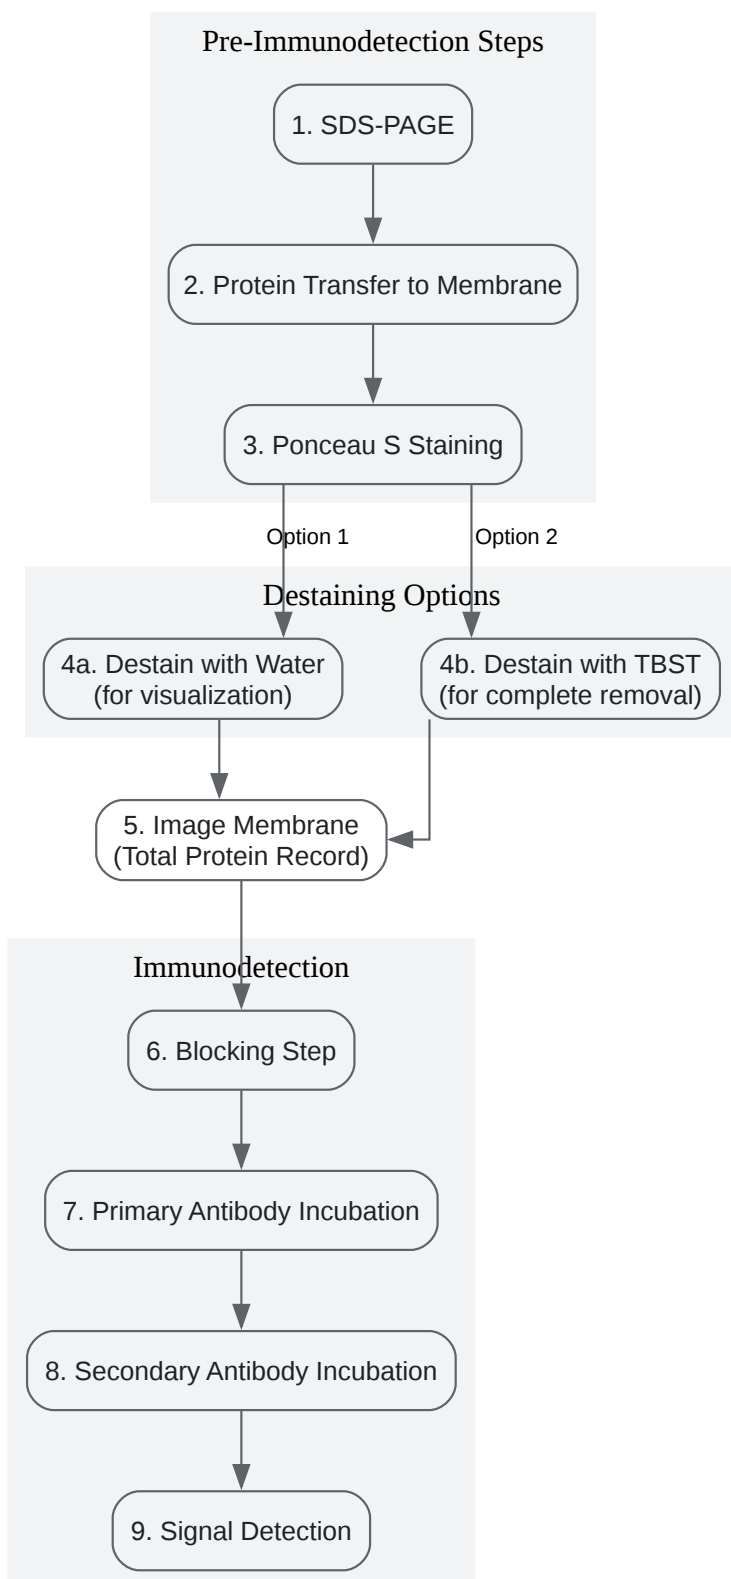 Pre-Immunodetection Steps
1. SDS-PAGE
2. Protein Transfer to Membrane
3. Ponceau S Staining
Option 1
Option 2
Destaining Options
4a. Destain with Water
(for visualization)
4b. Destain with TBST
(for complete removal)
5. Image Membrane
(Total Protein Record)
Immunodetection
6. Blocking Step
7. Primary Antibody Incubation
8. Secondary Antibody Incubation
9. Signal Detection